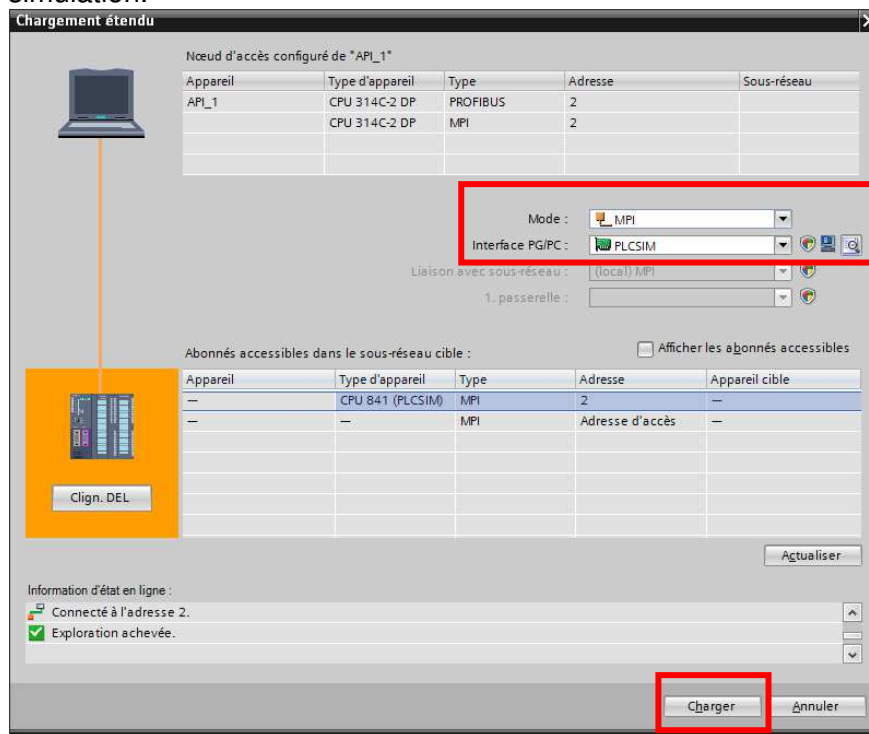 simulation.
Chargement étendu
Nœud d'accès configuré de "API_1"
Appareil Type d'appareil Type Adresse Sous-réseau
API_1 CPU 314C-2 DP PROFIBUS 2
CPU 314C-2 DP MPI 2
Mode : MPI
Interface PG/PC : PLCSIM
Liaison avec sous-réseau : (local) MPI
1. passerelle :
Abonnés accessibles dans le sous-réseau cible : Afficher les abonnés accessibles
Appareil Type d'appareil Type Adresse Appareil cible
— CPU 841 (PLCSIM) MPI 2 —
— — MPI Adresse d'accès —
Clign. DEL
Actualiser
Information d'état en ligne :
Connecté à l'adresse 2.
Exploration achevée.
Charger Annuler